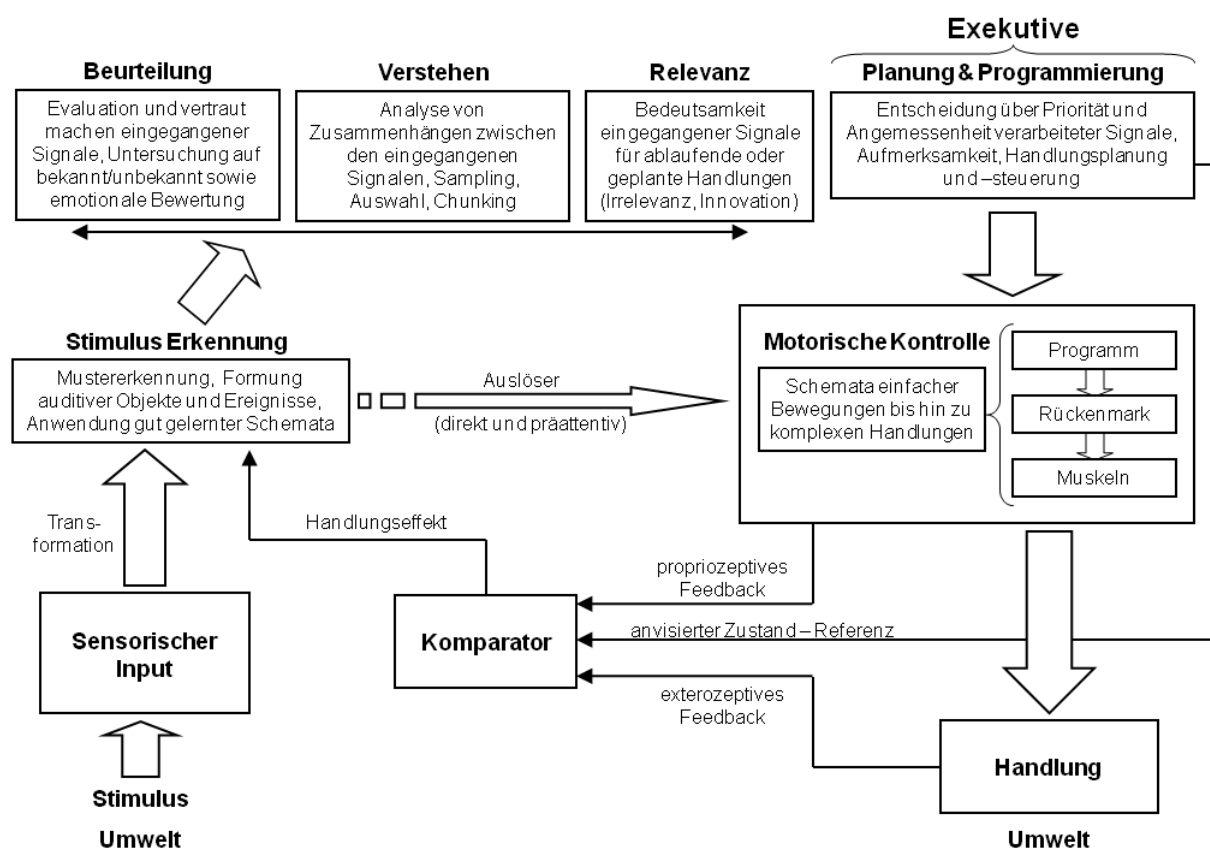 Exekutive
Beurteilung
Evaluation und vertraut
machen eingegangener
Signale, Untersuchung auf
bekannt/unbekannt sowie
emotionale Bewertung
Verstehen
Analyse von
Zusammenhängen zwischen
den eingegangenen
Signalen, Sampling,
Auswahl, Chunking
Relevanz
Bedeutsamkeit
eingegangener Signale
für ablaufende oder
geplante Handlungen
(Irrelevanz, Innovation)
Planung & Programmierung
Entscheidung über Priorität und
Angemessenheit verarbeiteter Signale,
Aufmerksamkeit, Handlungsplanung
und –steuerung
Stimulus Erkennung
Mustererkennung, Formung
auditiver Objekte und Ereignisse,
Anwendung gut gelernter Schemata
Auslöser
(direkt und präattentiv)
Motorische Kontrolle
Schemata einfacher
Bewegungen bis hin zu
komplexen Handlungen
Programm
Rückenmark
Muskeln
Trans-
formation
Handlungseffekt
propriozeptives
Feedback
Sensorischer
Input
Komparator
anvisierter Zustand – Referenz
exterozeptives
Feedback
Handlung
Stimulus
Umwelt
Umwelt